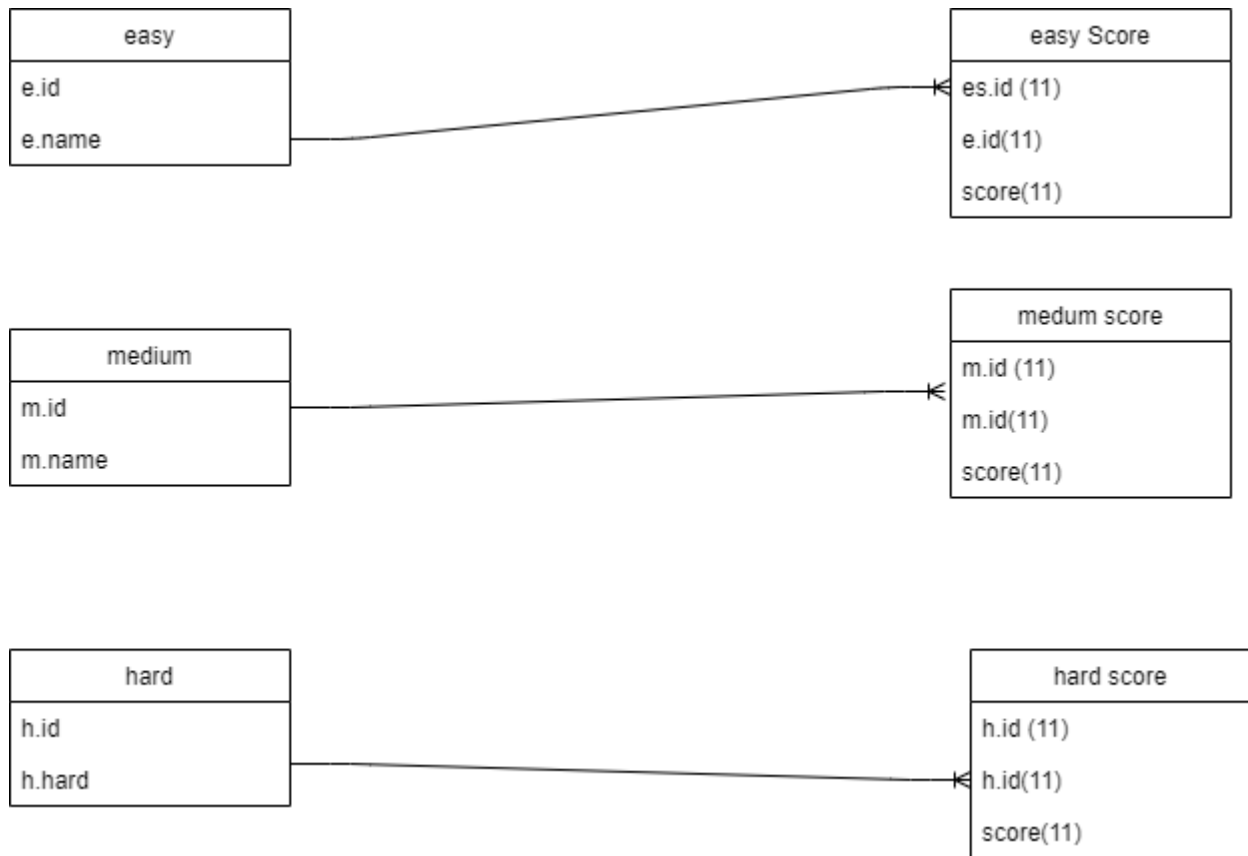 easy
e.id
e.name
easy Score
es.id (11)
e.id(11)
score(11)
medium
m.id
m.name
medum score
m.id (11)
m.id(11)
score(11)
hard
h.id
h.hard
hard score
h.id (11)
h.id(11)
score(11)